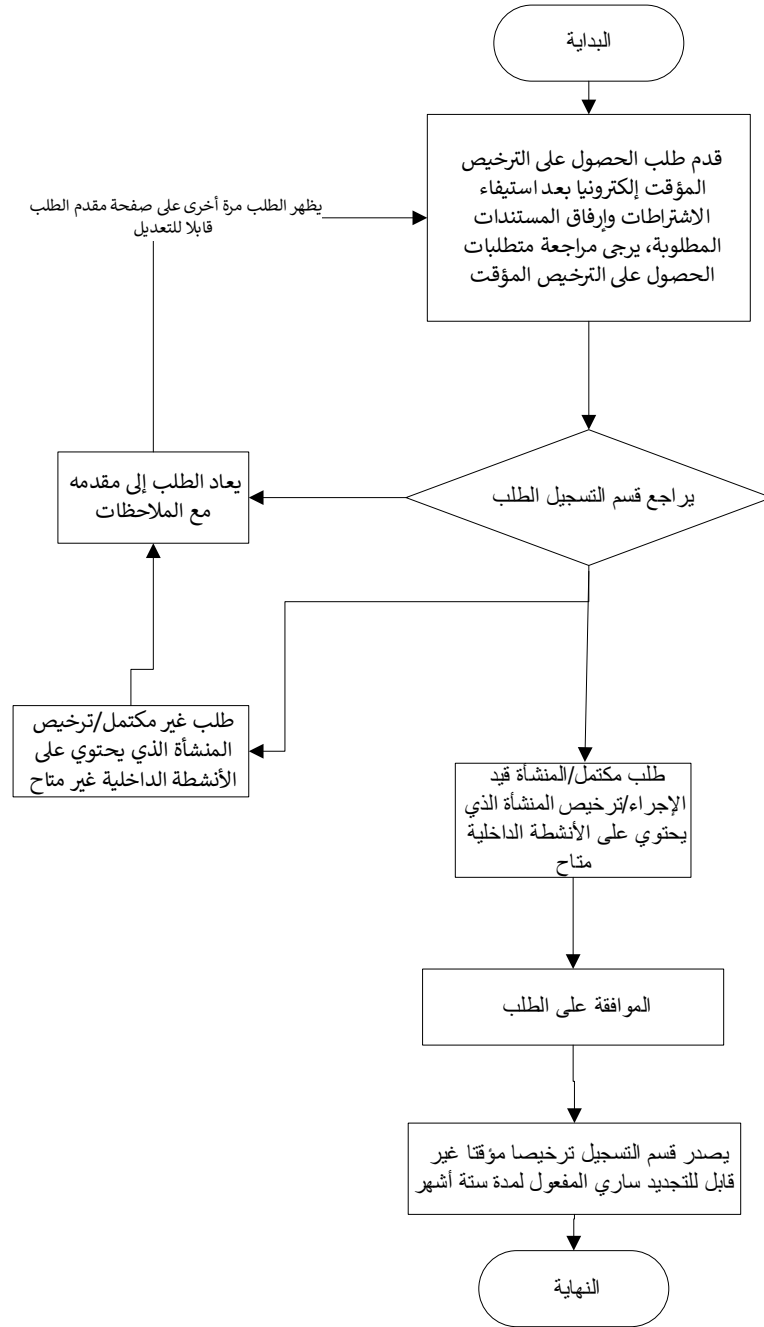 البداية
قدم طلب الحصول على الترخيص
المؤقت إلكترونيا بعد استيفاء
الاشتراطات وإرفاق المستندات
المطلوبة، يرجى مراجعة متطلبات
الحصول على الترخيص المؤقت
يظهر الطلب مرة أخرى على صفحة مقدم الطلب
قابلا للتعديل
يراجع قسم التسجيل الطلب
يعاد الطلب إلى مقدمه
مع الملاحظات
طلب غير مكتمل/ترخيص
المنشأة الذي يحتوي على
الأنشطة الداخلية غير متاح
طلب مكتمل/المنشأة قيد
الإجراء/ترخيص المنشأة الذي
يحتوي على الأنشطة الداخلية
متاح
الموافقة على الطلب
يصدر قسم التسجيل ترخيصا مؤقتا غير
قابل للتجديد ساري المفعول لمدة ستة أشهر
النهاية